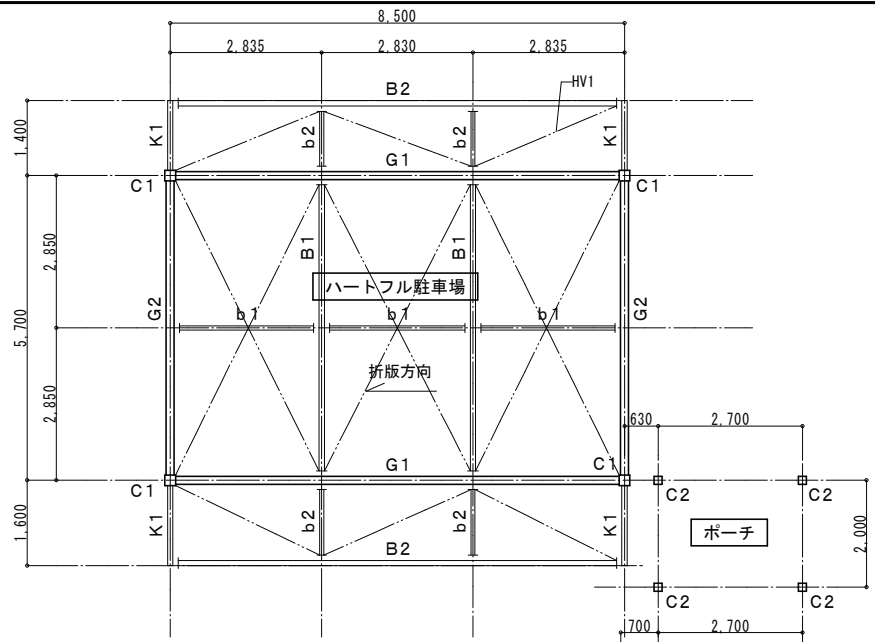 8,500
2,835 2,830 2,835
HV1
B2
1,400
K1 b2 b2 K1
G1
C1 C1
2,850
B1 B1
ハートフル駐車場
5,700
G2 b1 b1 b1 G2
折版方向
2,850
630 2,700
G1 C1
C1 C2 C2
1,600
K1 b2 b2 K1
ポーチ
2,000
B2
C2 C2
700 2,700